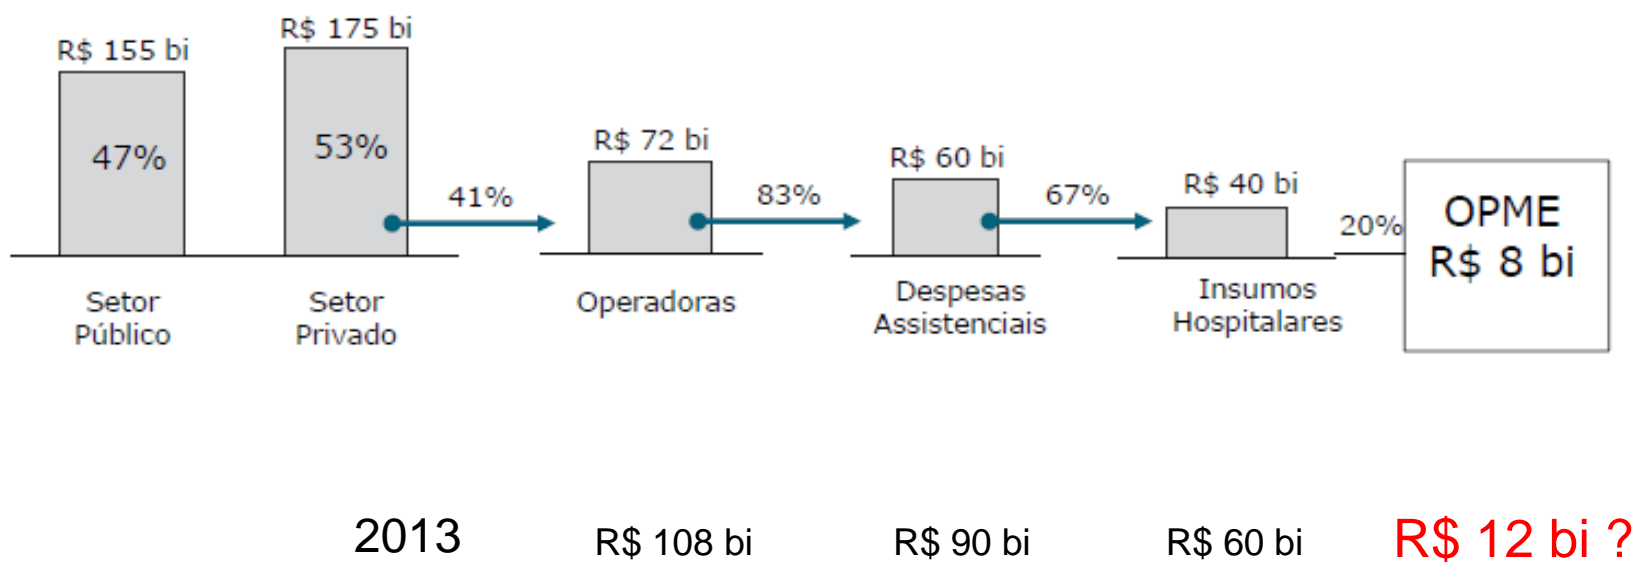 R$ 155 bi
47%
Setor
Público
R$ 175 bi
53%
Setor
Privado
41%
R$ 72 bi
Operadoras
83%
R$ 60 bi
Despesas
Assistenciais
67%
R$ 40 bi
Insumos
Hospitalares
20%
OPME
R$ 8 bi
2013
R$ 108 bi
R$ 90 bi
R$ 60 bi
R$ 12 bi ?